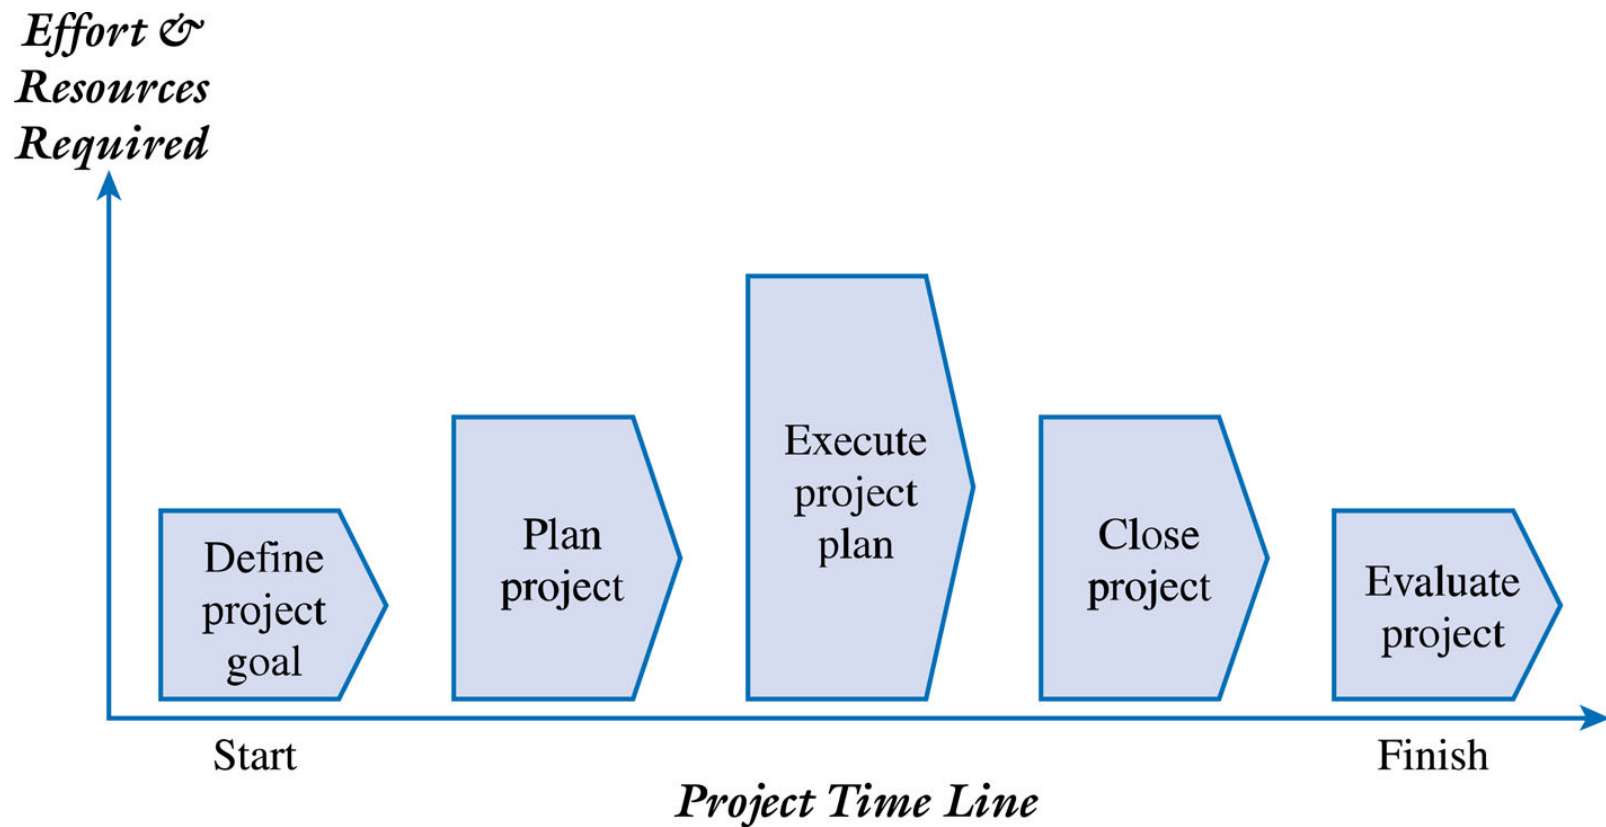 Effort &
Resources
Required
Define
project
goal
Plan
project
Execute
project
plan
Close
project
Evaluate
project
Start
Finish
Project Time Line